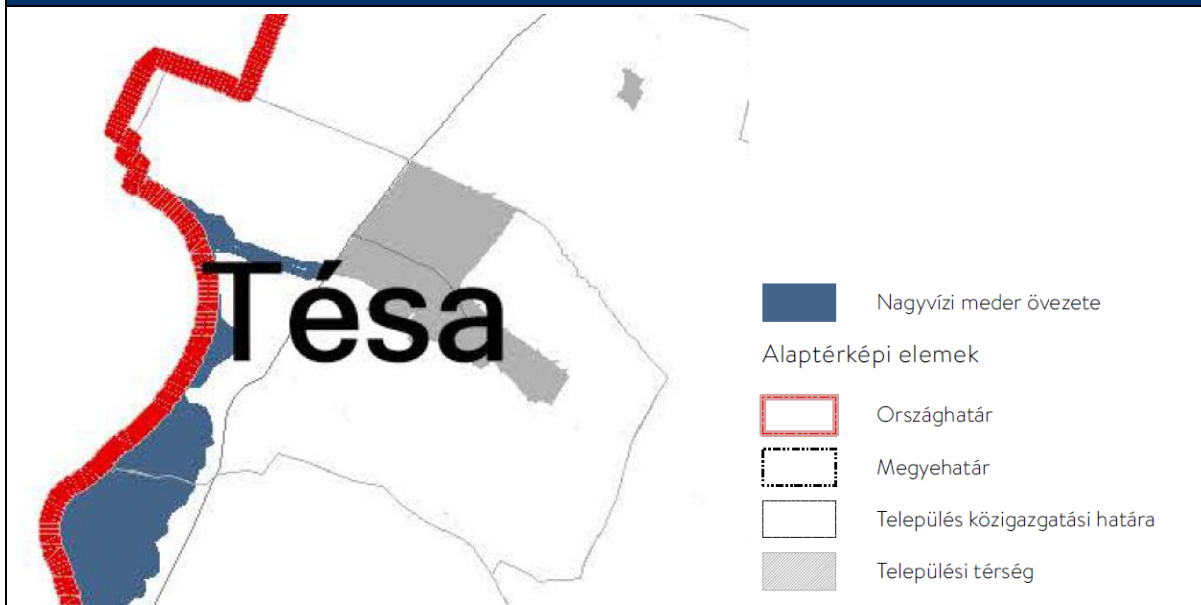 Tésa
Nagyvízi meder övezete
Alaptérképi elemek
Országhatár
Megyehatár
Település közigazgatási határa
Települési térség